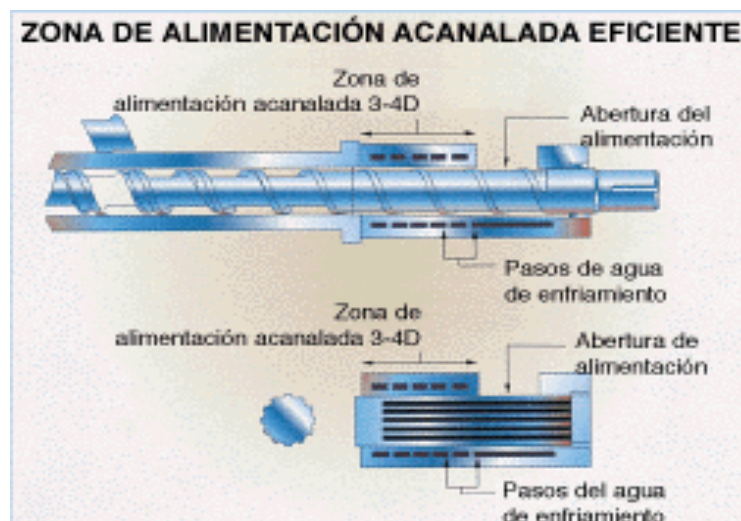 ZONA DE ALIMENTACIÓN ACANALADA EFICIENTE
Zona de
alimentación acanalada 3-4D
Abertura del
alimentación
Pasos de agua
de enfriamiento
Zona de
alimentación acanalada 3-4D
Abertura de
alimentación
Pasos del agua
de enfriamiento